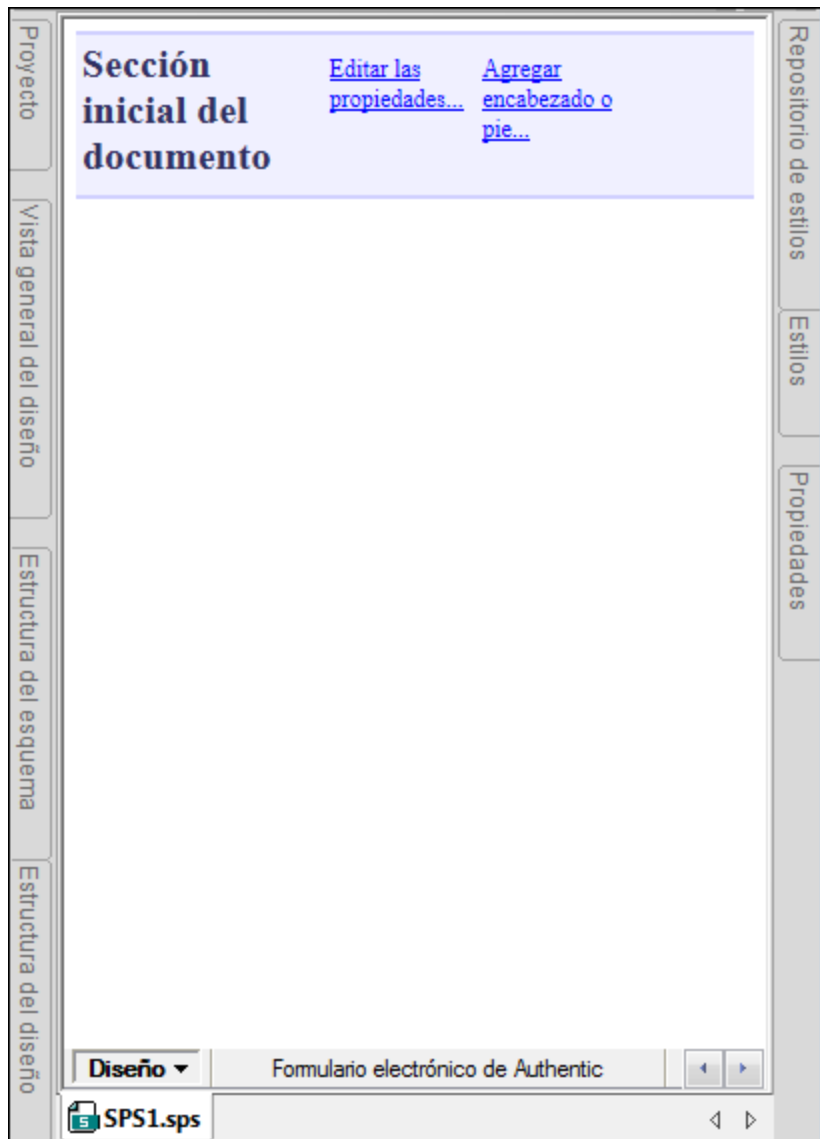 Proyecto
Vista general del diseño
Estructura del esquema
Estructura del diseño
Sección
inicial del
documento
Editar las
propiedades...
Agregar
encabezado o
pie...
Diseño
Formulario electrónico de Authentic
SPS1.sps
Repositorio de estilos
Estilos
Propiedades